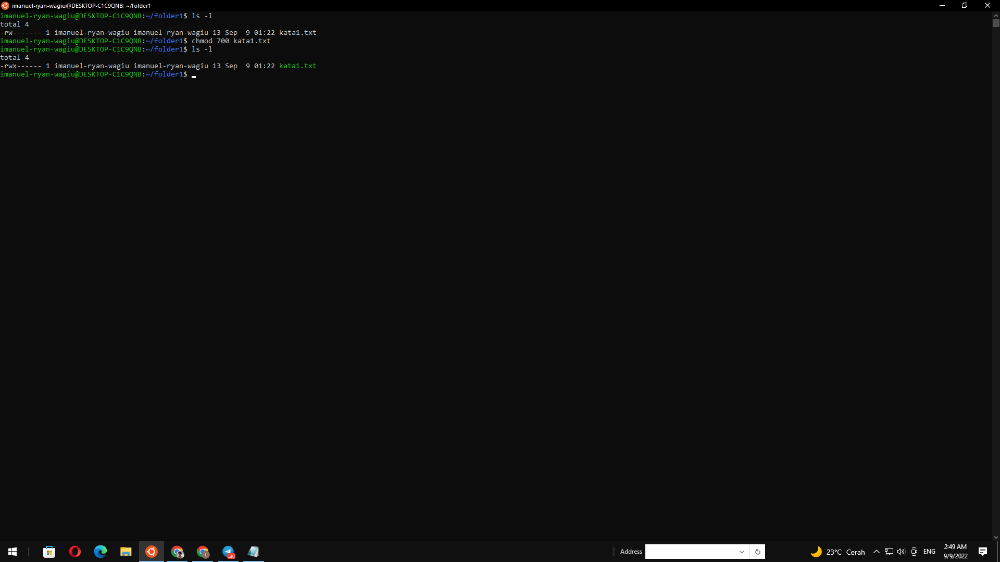 imanuel-ryan-wagiu@DESKTOP-C1C9QNB: ~/folder1
imanuel-ryan-wagiu@DESKTOP-C1C9QNB:~/folder1$ ls -l
total 4
-rw------- 1 imanuel-ryan-wagiu imanuel-ryan-wagiu 13 Sep  9 01:22 kata1.txt
imanuel-ryan-wagiu@DESKTOP-C1C9QNB:~/folder1$ chmod 700 kata1.txt
imanuel-ryan-wagiu@DESKTOP-C1C9QNB:~/folder1$ ls -l
total 4
-rwx------ 1 imanuel-ryan-wagiu imanuel-ryan-wagiu 13 Sep  9 01:22 kata1.txt
imanuel-ryan-wagiu@DESKTOP-C1C9QNB:~/folder1$
.30
Address
23°C Cerah
ENG
2:49 AM
9/9/2022